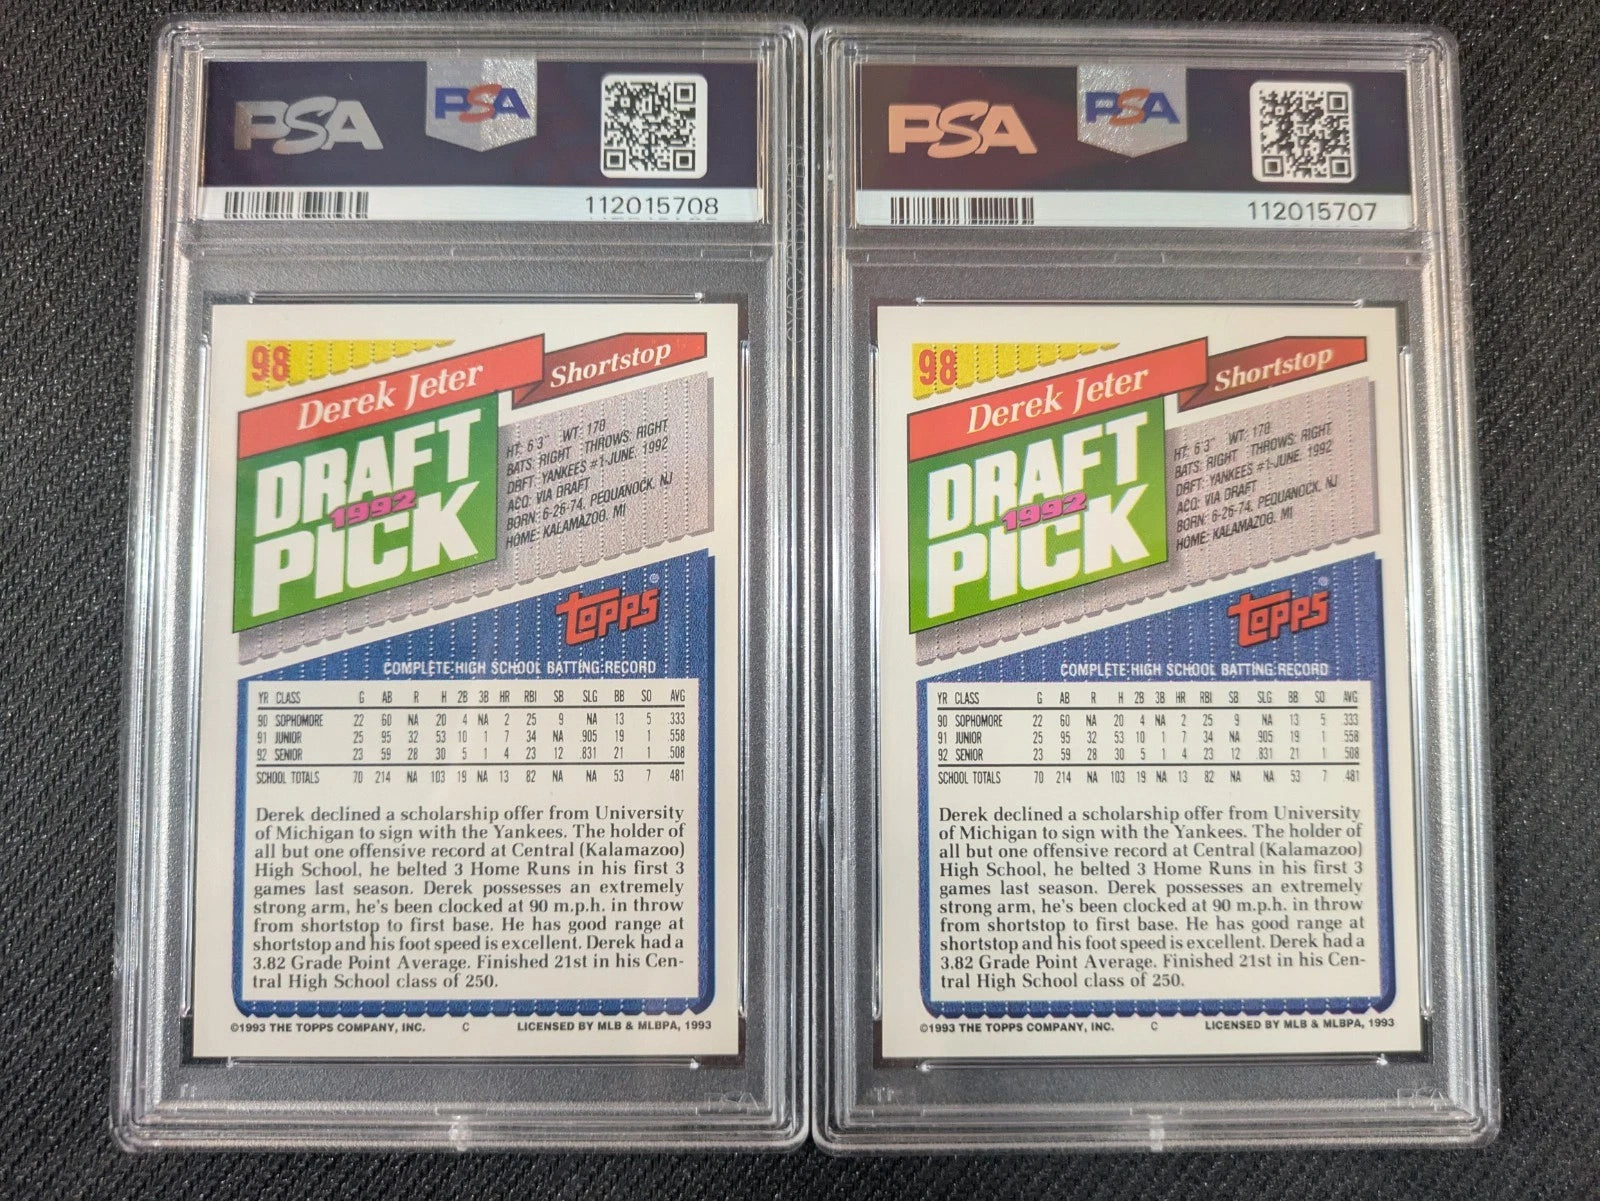 PSA PSA
112015708
98
Derek Jeter Shortstop
DRAFT
1992
PICK
HT: 6'3" WT: 170
BATS: RIGHT THROWS: RIGHT
DRFT: YANKEES #1-JUNE, 1992
ACQ: VIA DRAFT
BORN: 6-26-74, PEQUANOCK, NJ
HOME: KALAMAZOO, MI
TOPPS®
COMPLETE HIGH SCHOOL BATTING RECORD
YR CLASS G AB R H 2B 3B HR RBI SB SLG BB SO AVG
90 SOPHOMORE 22 60 NA 20 4 NA 2 25 9 NA 13 5 .333
91 JUNIOR 25 95 32 53 10 1 7 34 NA .905 19 1 .558
92 SENIOR 23 59 28 30 5 1 4 23 12 .831 21 1 .508
SCHOOL TOTALS 70 214 NA 103 19 NA 13 82 NA NA 53 7 .481
Derek declined a scholarship offer from University
of Michigan to sign with the Yankees. The holder of
all but one offensive record at Central (Kalamazoo)
High School, he belted 3 Home Runs in his first 3
games last season. Derek possesses an extremely
strong arm, he's been clocked at 90 m.p.h. in throw
from shortstop to first base. He has good range at
shortstop and his foot speed is excellent. Derek had a
3.82 Grade Point Average. Finished 21st in his Cen-
tral High School class of 250.
©1993 THE TOPPS COMPANY, INC. C LICENSED BY MLB & MLBPA, 1993
PSA
PSA PSA
112015707
98
Derek Jeter Shortstop
DRAFT
1992
PICK
HT: 6'3" WT: 170
BATS: RIGHT THROWS: RIGHT
DRFT: YANKEES #1-JUNE, 1992
ACQ: VIA DRAFT
BORN: 6-26-74, PEQUANOCK, NJ
HOME: KALAMAZOO, MI
TOPPS®
COMPLETE HIGH SCHOOL BATTING RECORD
YR CLASS G AB R H 2B 3B HR RBI SB SLG BB SO AVG
90 SOPHOMORE 22 60 NA 20 4 NA 2 25 9 NA 13 5 .333
91 JUNIOR 25 95 32 53 10 1 7 34 NA .905 19 1 .558
92 SENIOR 23 59 28 30 5 1 4 23 12 .831 21 1 .508
SCHOOL TOTALS 70 214 NA 103 19 NA 13 82 NA NA 53 7 .481
Derek declined a scholarship offer from University
of Michigan to sign with the Yankees. The holder of
all but one offensive record at Central (Kalamazoo)
High School, he belted 3 Home Runs in his first 3
games last season. Derek possesses an extremely
strong arm, he's been clocked at 90 m.p.h. in throw
from shortstop to first base. He has good range at
shortstop and his foot speed is excellent. Derek had a
3.82 Grade Point Average. Finished 21st in his Cen-
tral High School class of 250.
©1993 THE TOPPS COMPANY, INC. C LICENSED BY MLB & MLBPA, 1993
PSA